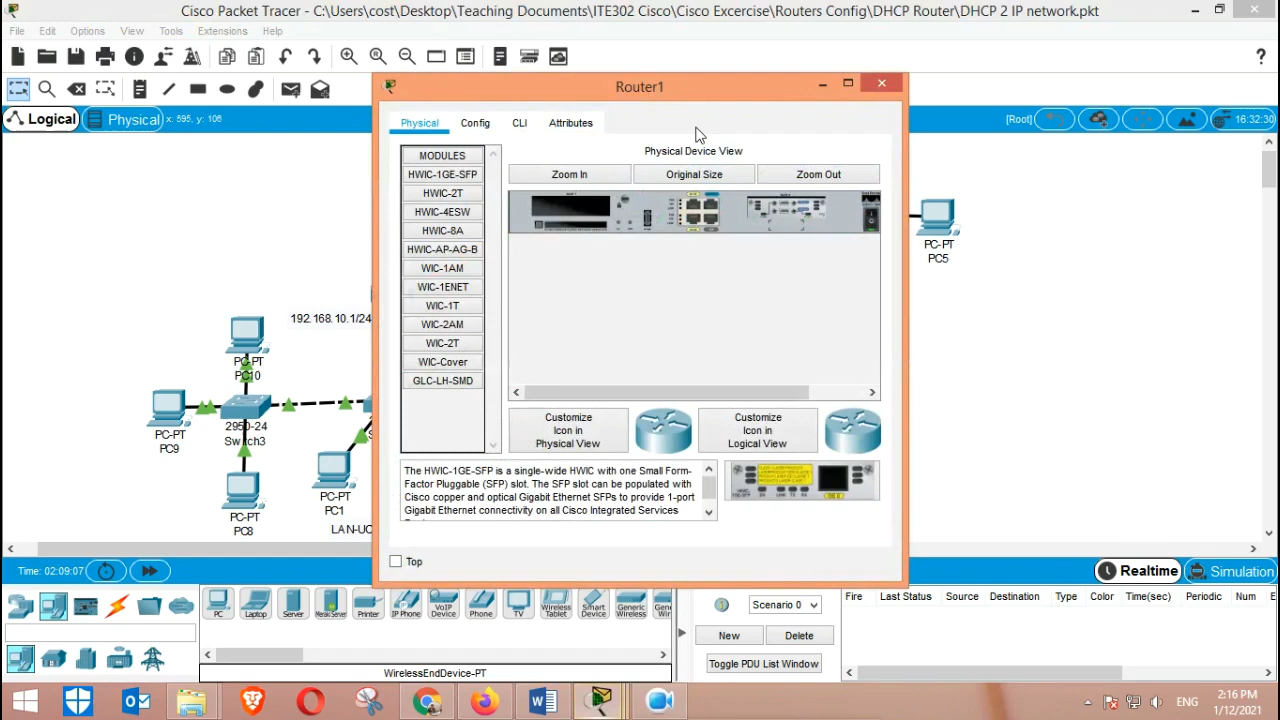 Cisco Packet Tracer - C:\Users\cost\Desktop\Teaching Documents\ITE302 Cisco\Cisco Excercise\Routers Config\DHCP Router\DHCP 2 IP network.pkt
File Edit Options View Tools Extensions Help
?
Router1
Logical
Physical
x: 595, y: 106
[Root]
16:32:30
Physical Config CLI Attributes
Physical Device View
MODULES
HWIC-1GE-SFP
HWIC-2T
HWIC-4ESW
HWIC-8A
HWIC-AP-AG-B
WIC-1AM
WIC-1ENET
WIC-1T
WIC-2AM
WIC-2T
WIC-Cover
GLC-LH-SMD
Zoom In
Original Size
Zoom Out
Customize
Icon in
Physical View
Customize
Icon in
Logical View
The HWIC-1GE-SFP is a single-wide HWIC with one Small Form-
Factor Pluggable (SFP) slot. The SFP slot can be populated with
Cisco copper and optical Gigabit Ethernet SFPs to provide 1-port
Gigabit Ethernet connectivity on all Cisco Integrated Services
Top
PC-PT
PC5
192.168.10.1/24
PC-PT
PC10
PC-PT
PC9
2950-24
Switch3
PC-PT
PC8
PC-PT
PC1
LAN-UC
Time: 02:09:07
Realtime
Simulation
PC
Laptop
Server
Meraki Server
Printer
IP Phone
VoIP
Device
Phone
TV
Wireless
Tablet
Smart
Device
Generic
Wireless
WirelessEndDevice-PT
Scenario 0
New
Delete
Toggle PDU List Window
Fire Last Status Source Destination Type Color Time(sec) Periodic Num
ENG
2:16 PM
1/12/2021